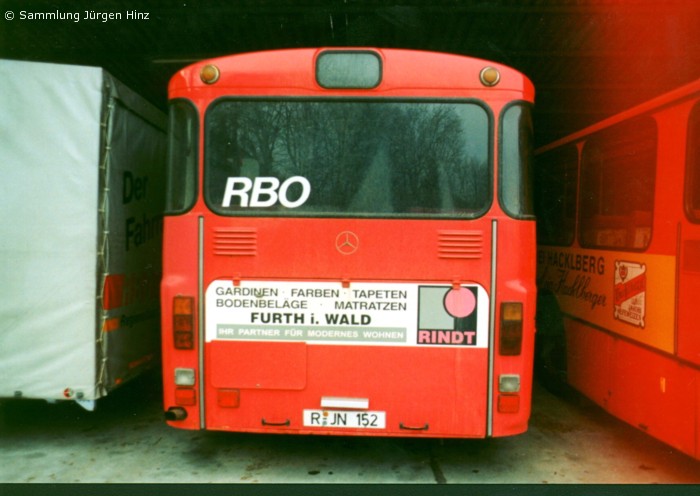 © Sammlung Jürgen Hinz
RBO
GARDINEN · FARBEN · TAPETEN
BODENBELÄGE · MATRATZEN
FURTH i. WALD
IHR PARTNER FÜR MODERNES WOHNEN
RINDT
R JN 152
Der
HACKLBERG
Hacklberger